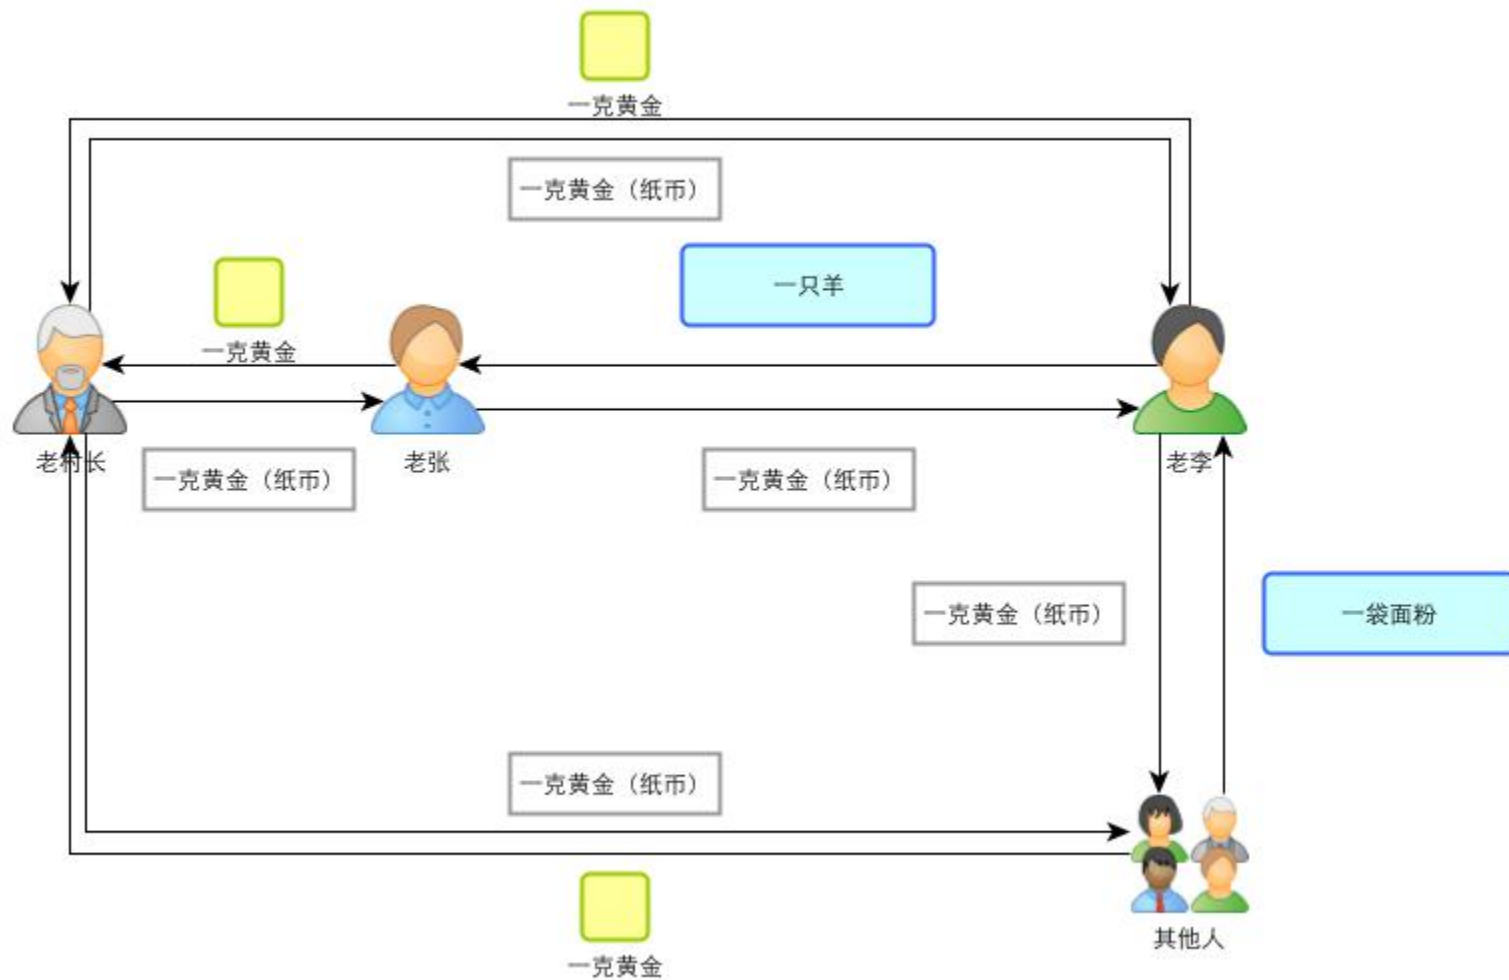 一克黄金
一克黄金（纸币）
一只羊
一克黄金
老村长
一克黄金（纸币）
老张
一克黄金（纸币）
老李
一克黄金（纸币）
一袋面粉
一克黄金（纸币）
其他人
一克黄金